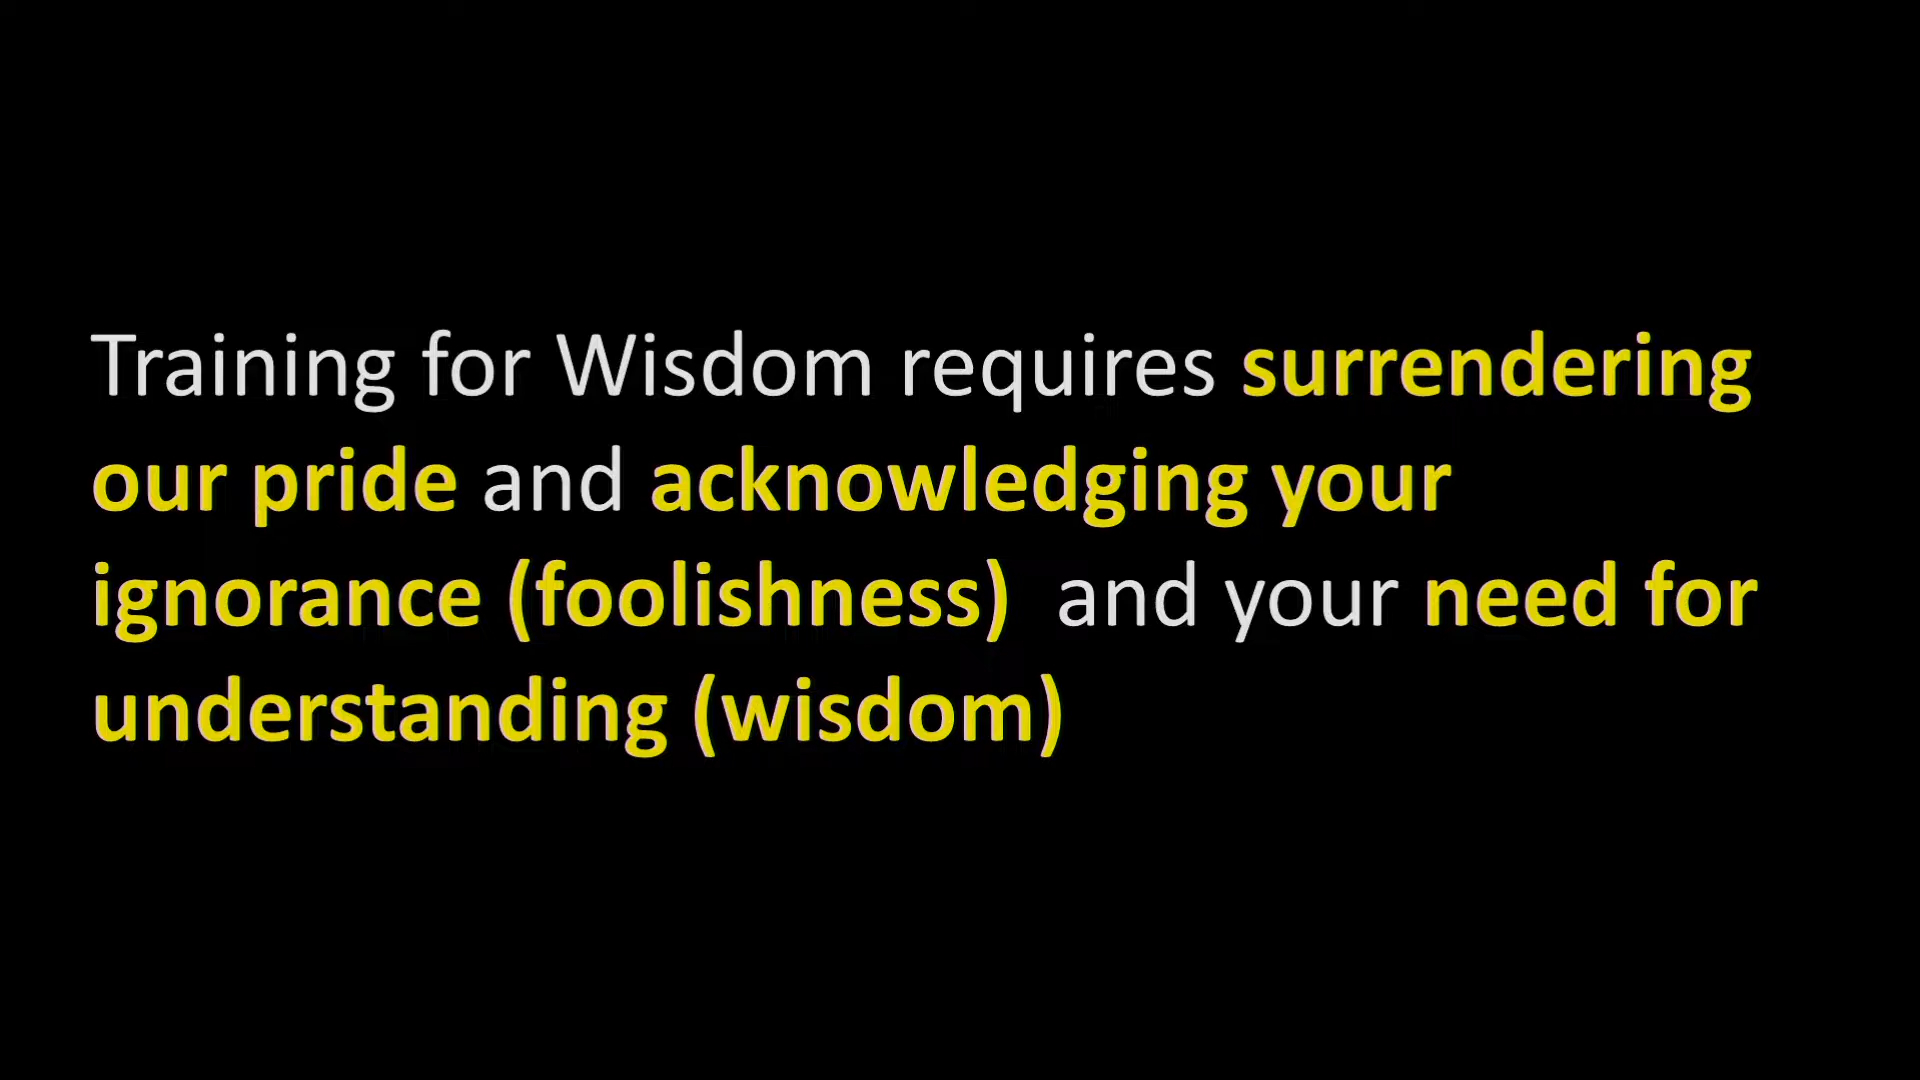 Training for Wisdom requires surrendering
our pride and acknowledging your
ignorance (foolishness)  and your need for
understanding (wisdom)